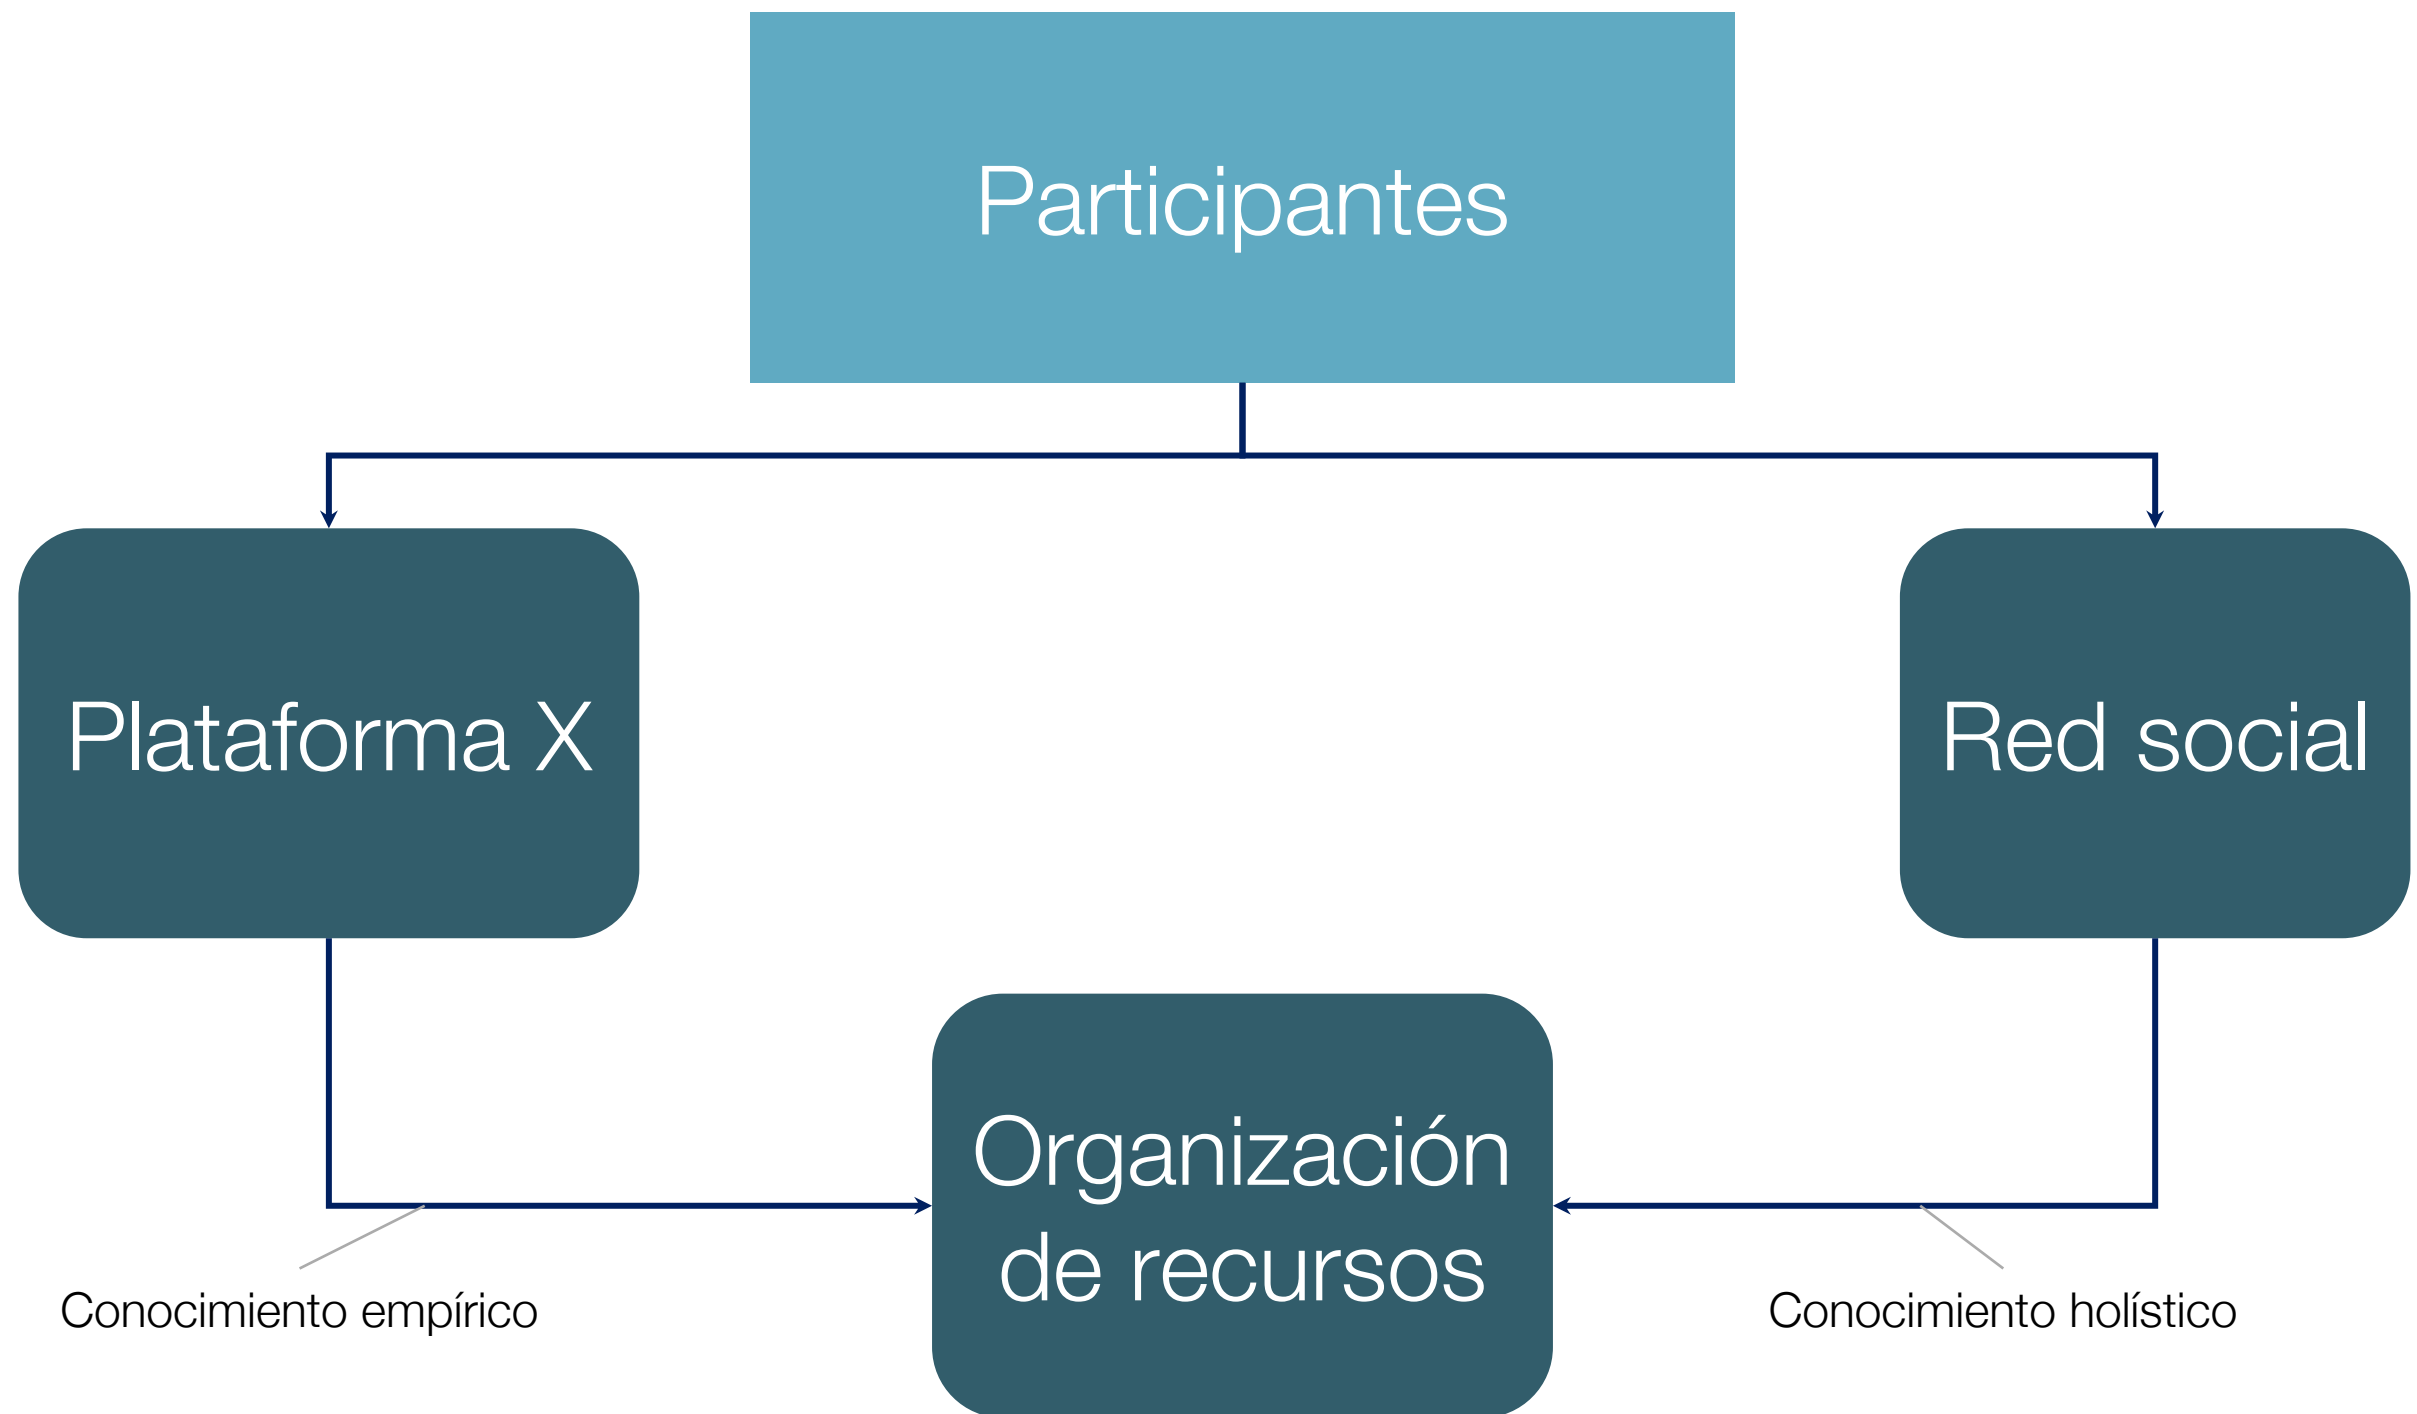 Participantes
Plataforma X
Red social
Organización
de recursos
Conocimiento empírico
Conocimiento holístico